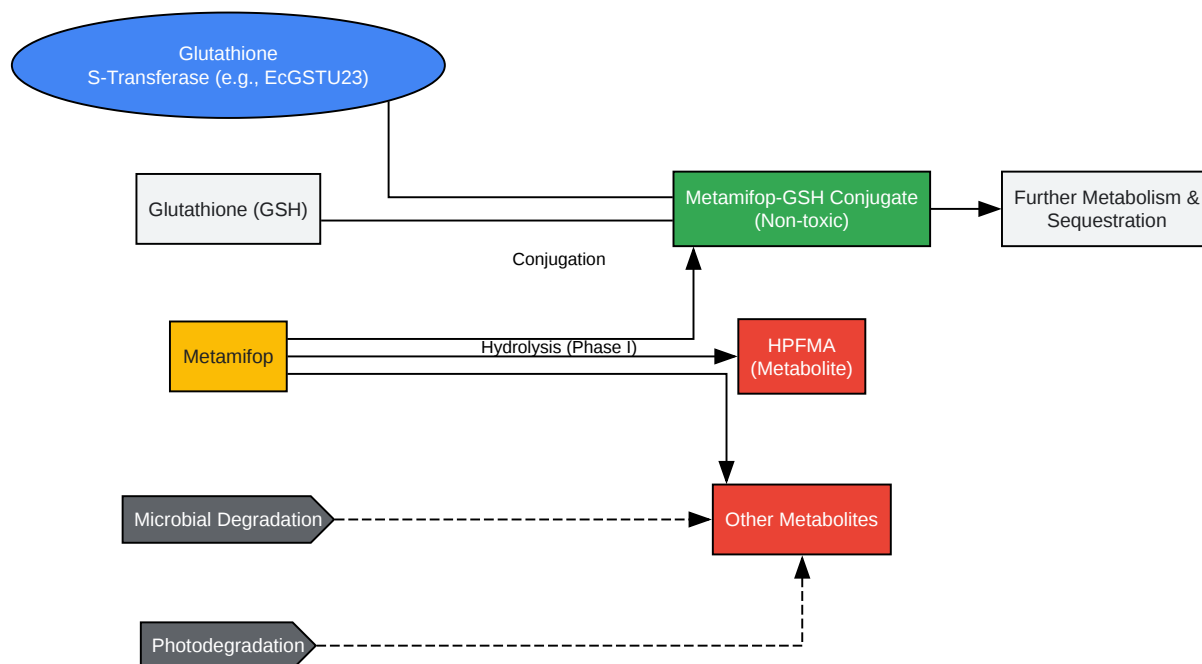 Glutathione
S-Transferase (e.g., EcGSTU23)
Glutathione (GSH)
Metamifop-GSH Conjugate
(Non-toxic)
Further Metabolism &
Sequestration
Conjugation
Metamifop
Hydrolysis (Phase I)
HPFMA
(Metabolite)
Microbial Degradation
Other Metabolites
Photodegradation